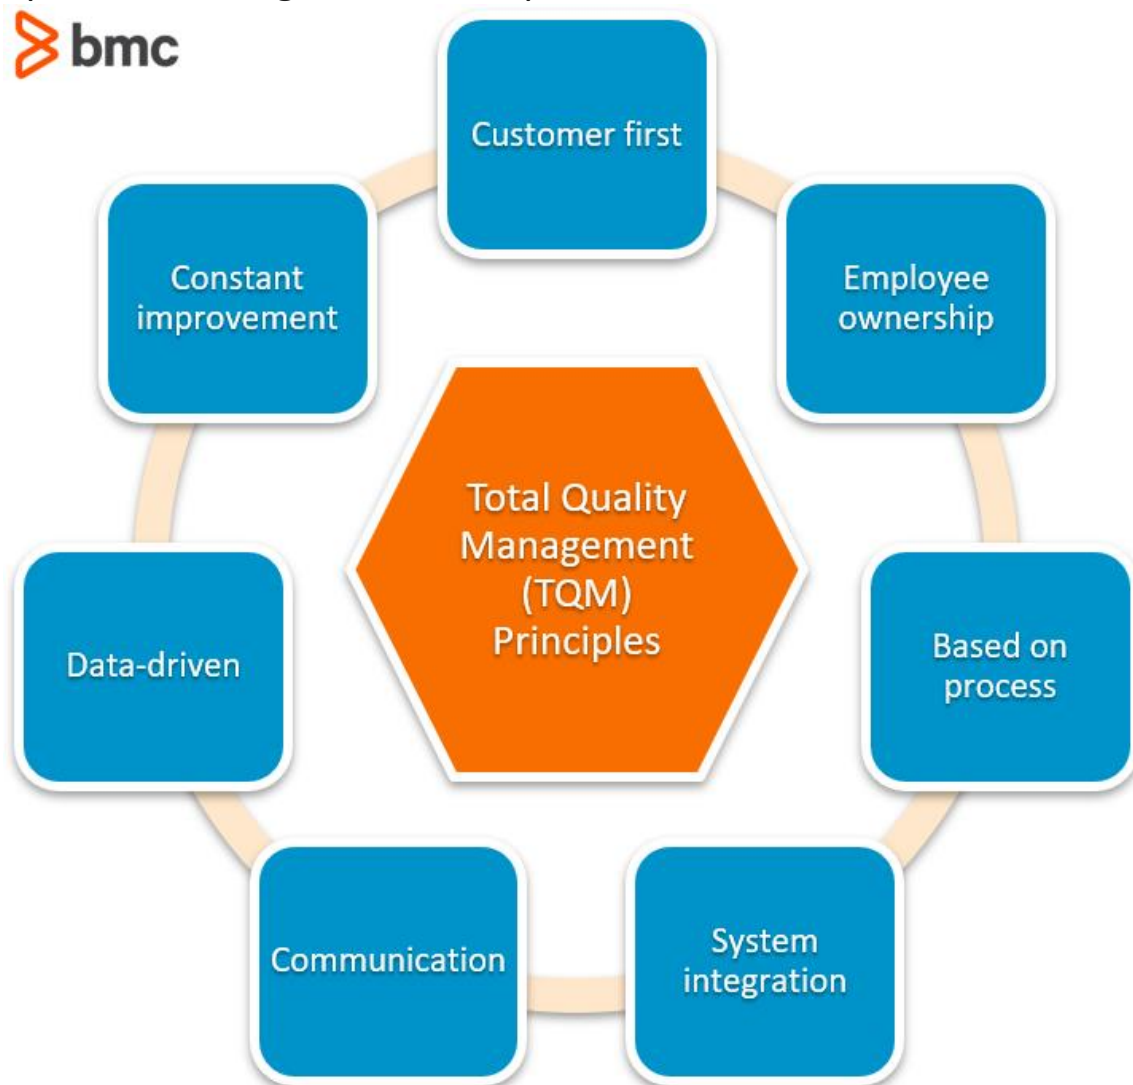 bmc
Customer first
Employee
ownership
Based on
process
System
integration
Communication
Data-driven
Constant
improvement
Total Quality
Management
(TQM)
Principles